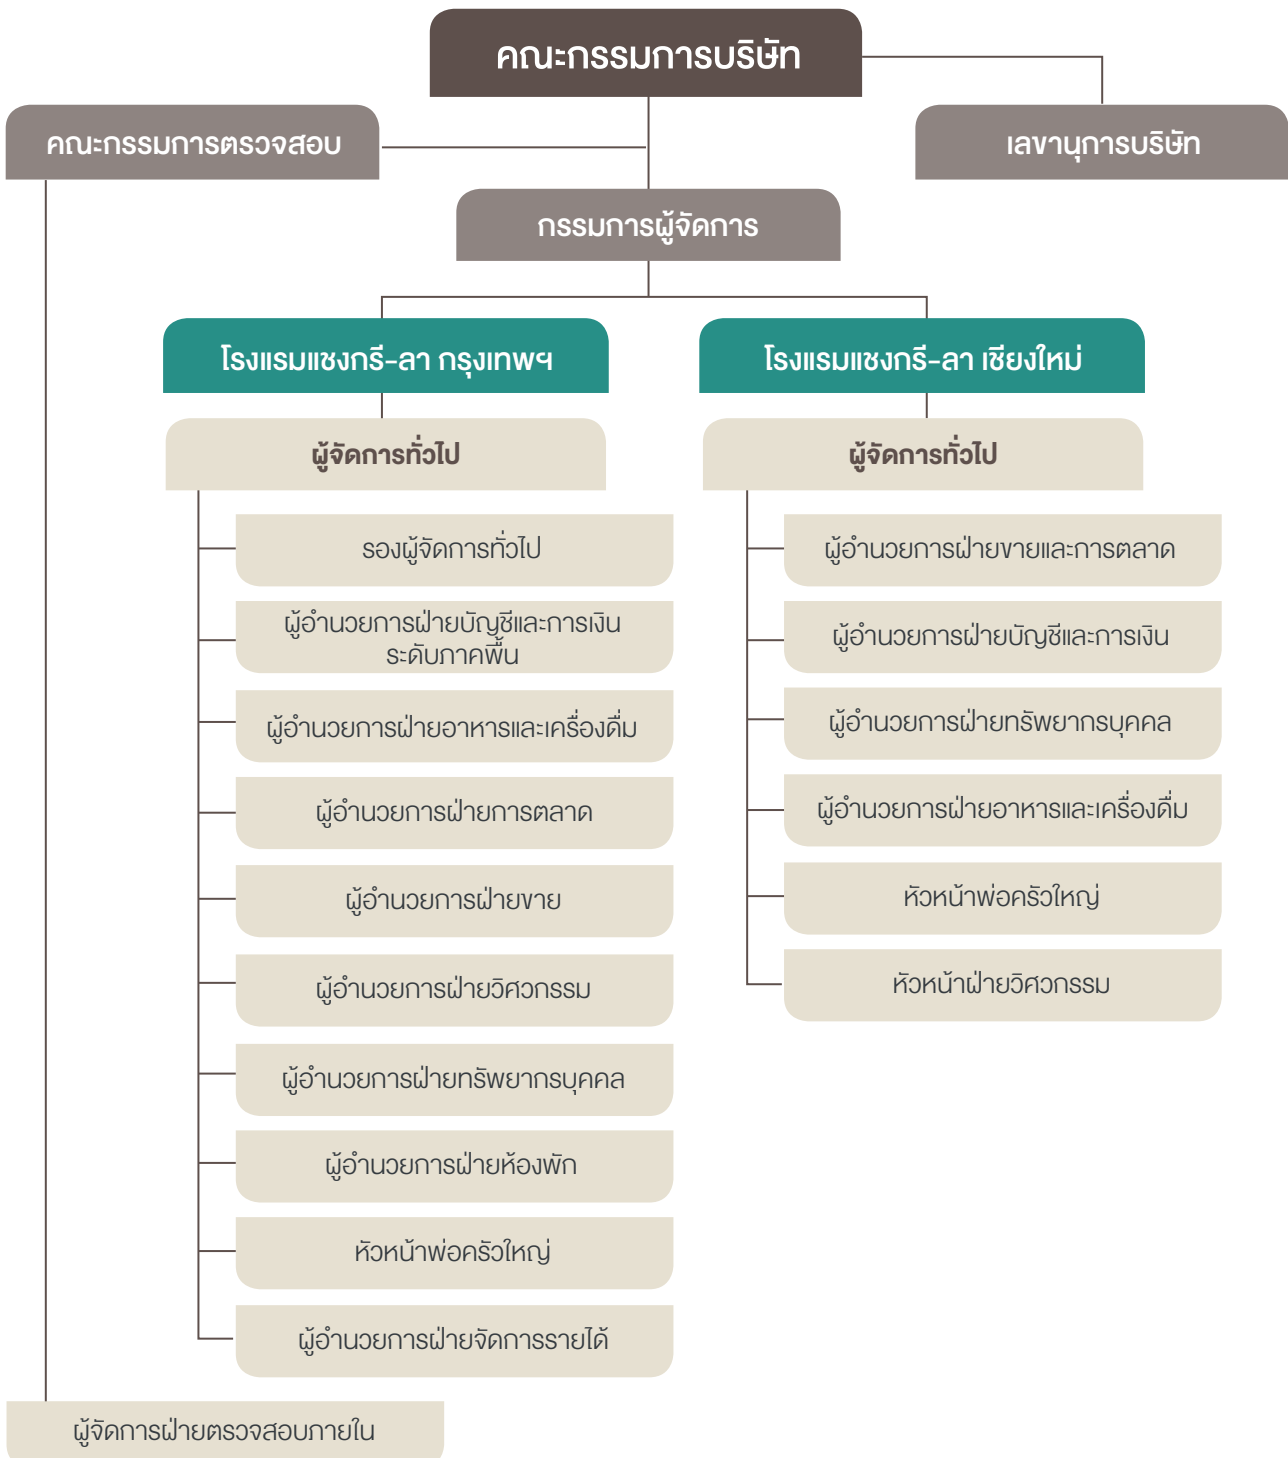 คณะกรรมการบริษัท
คณะกรรมการตรวจสอบ
เลขานุการบริษัท
กรรมการผู้จัดการ
โรงแรมแชงกรี-ลา กรุงเทพฯ
ผู้จัดการทั่วไป
รองผู้จัดการทั่วไป
ผู้อำนวยการฝ่ายบัญชีและการเงิน
ระดับภาคพื้น
ผู้อำนวยการฝ่ายอาหารและเครื่องดื่ม
ผู้อำนวยการฝ่ายการตลาด
ผู้อำนวยการฝ่ายขาย
ผู้อำนวยการฝ่ายวิศวกรรม
ผู้อำนวยการฝ่ายทรัพยากรบุคคล
ผู้อำนวยการฝ่ายห้องพัก
หัวหน้าพ่อครัวใหญ่
ผู้อำนวยการฝ่ายจัดการรายได้
โรงแรมแชงกรี-ลา เชียงใหม่
ผู้จัดการทั่วไป
ผู้อำนวยการฝ่ายขายและการตลาด
ผู้อำนวยการฝ่ายบัญชีและการเงิน
ผู้อำนวยการฝ่ายทรัพยากรบุคคล
ผู้อำนวยการฝ่ายอาหารและเครื่องดื่ม
หัวหน้าพ่อครัวใหญ่
หัวหน้าฝ่ายวิศวกรรม
ผู้จัดการฝ่ายตรวจสอบภายใน